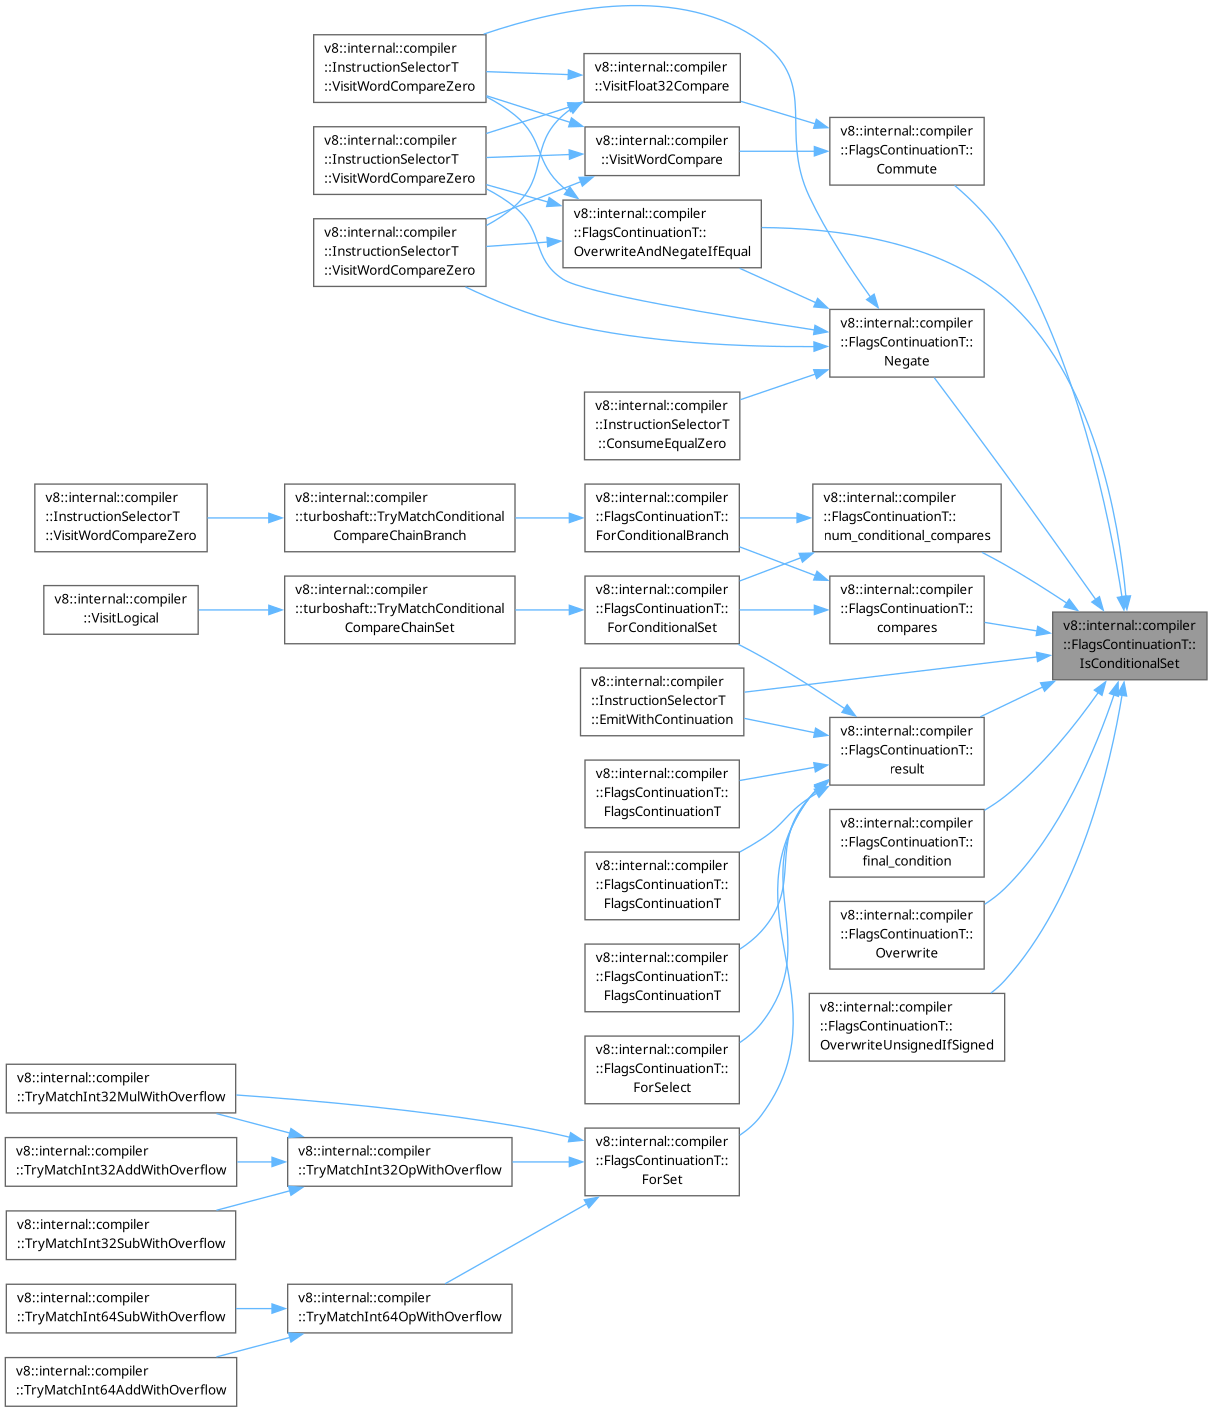 v8::internal::compiler
::InstructionSelectorT
::VisitWordCompareZero
v8::internal::compiler
::VisitFloat32Compare
v8::internal::compiler
::FlagsContinuationT::
Commute
v8::internal::compiler
::InstructionSelectorT
::VisitWordCompareZero
v8::internal::compiler
::VisitWordCompare
v8::internal::compiler
::InstructionSelectorT
::VisitWordCompareZero
v8::internal::compiler
::FlagsContinuationT::
OverwriteAndNegateIfEqual
v8::internal::compiler
::FlagsContinuationT::
Negate
v8::internal::compiler
::InstructionSelectorT
::ConsumeEqualZero
v8::internal::compiler
::InstructionSelectorT
::VisitWordCompareZero
v8::internal::compiler
::turboshaft::TryMatchConditional
CompareChainBranch
v8::internal::compiler
::FlagsContinuationT::
ForConditionalBranch
v8::internal::compiler
::FlagsContinuationT::
num_conditional_compares
v8::internal::compiler
::VisitLogical
v8::internal::compiler
::turboshaft::TryMatchConditional
CompareChainSet
v8::internal::compiler
::FlagsContinuationT::
ForConditionalSet
v8::internal::compiler
::FlagsContinuationT::
compares
v8::internal::compiler
::FlagsContinuationT::
IsConditionalSet
v8::internal::compiler
::InstructionSelectorT
::EmitWithContinuation
v8::internal::compiler
::FlagsContinuationT::
result
v8::internal::compiler
::FlagsContinuationT::
FlagsContinuationT
v8::internal::compiler
::FlagsContinuationT::
final_condition
v8::internal::compiler
::FlagsContinuationT::
FlagsContinuationT
v8::internal::compiler
::FlagsContinuationT::
Overwrite
v8::internal::compiler
::FlagsContinuationT::
FlagsContinuationT
v8::internal::compiler
::FlagsContinuationT::
OverwriteUnsignedIfSigned
v8::internal::compiler
::FlagsContinuationT::
ForSelect
v8::internal::compiler
::TryMatchInt32MulWithOverflow
v8::internal::compiler
::TryMatchInt32AddWithOverflow
v8::internal::compiler
::TryMatchInt32OpWithOverflow
v8::internal::compiler
::FlagsContinuationT::
ForSet
v8::internal::compiler
::TryMatchInt32SubWithOverflow
v8::internal::compiler
::TryMatchInt64SubWithOverflow
v8::internal::compiler
::TryMatchInt64OpWithOverflow
v8::internal::compiler
::TryMatchInt64AddWithOverflow